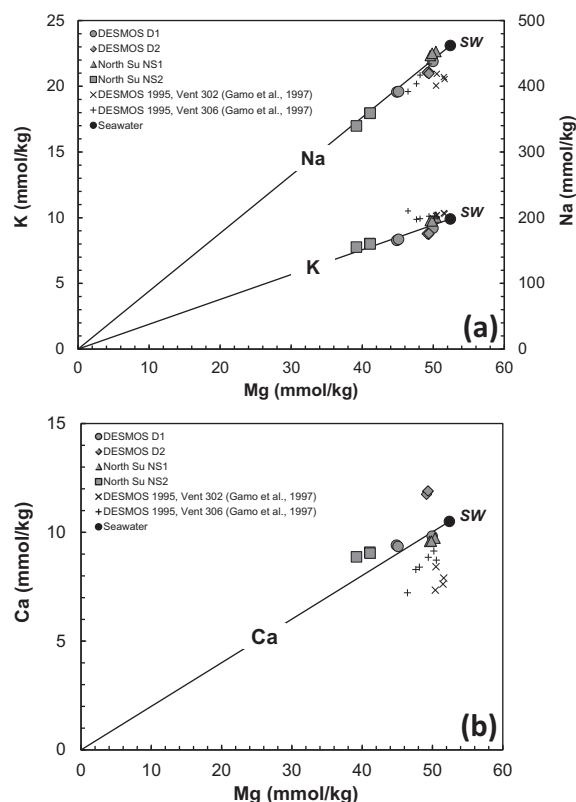 25
20
15
10
5
0
K (mmol/kg)
DESMOS D1
DESMOS D2
North Su NS1
North Su NS2
DESMOS 1995, Vent 302 (Gamo et al., 1997)
DESMOS 1995, Vent 306 (Gamo et al., 1997)
Seawater
SW
Na
SW
K
(a)
500
400
300
200
100
0
Na (mmol/kg)
0 10 20 30 40 50 60
Mg (mmol/kg)
15
10
5
0
Ca (mmol/kg)
DESMOS D1
DESMOS D2
North Su NS1
North Su NS2
DESMOS 1995, Vent 302 (Gamo et al., 1997)
DESMOS 1995, Vent 306 (Gamo et al., 1997)
Seawater
SW
Ca
(b)
0 10 20 30 40 50 60
Mg (mmol/kg)